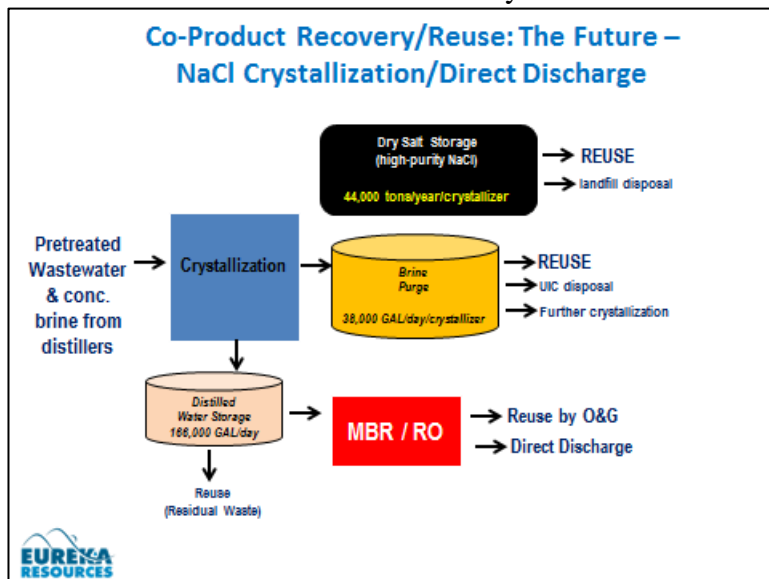 Co-Product Recovery/Reuse: The Future –
NaCl Crystallization/Direct Discharge
Dry Salt Storage
(high-purity NaCl)
44,000 tons/year/crystallizer
REUSE
landfill disposal
Pretreated
Wastewater
& conc.
brine from
distillers
Crystallization
Brine
Purge
38,000 GAL/day/crystallizer
REUSE
UIC disposal
Further crystallization
Distilled
Water Storage
166,000 GAL/day
MBR / RO
Reuse by O&G
Direct Discharge
Reuse
(Residual Waste)
EUREKA
RESOURCES